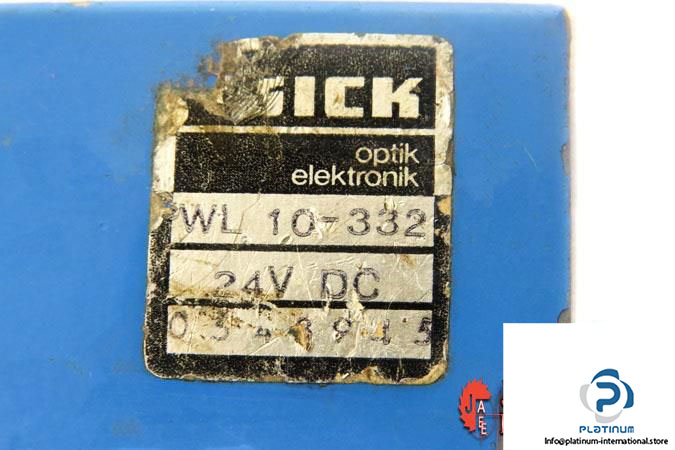 SICK
optik
elektronik
WL 10-332
24V DC
PLATINUM
Info@platinum-international.store